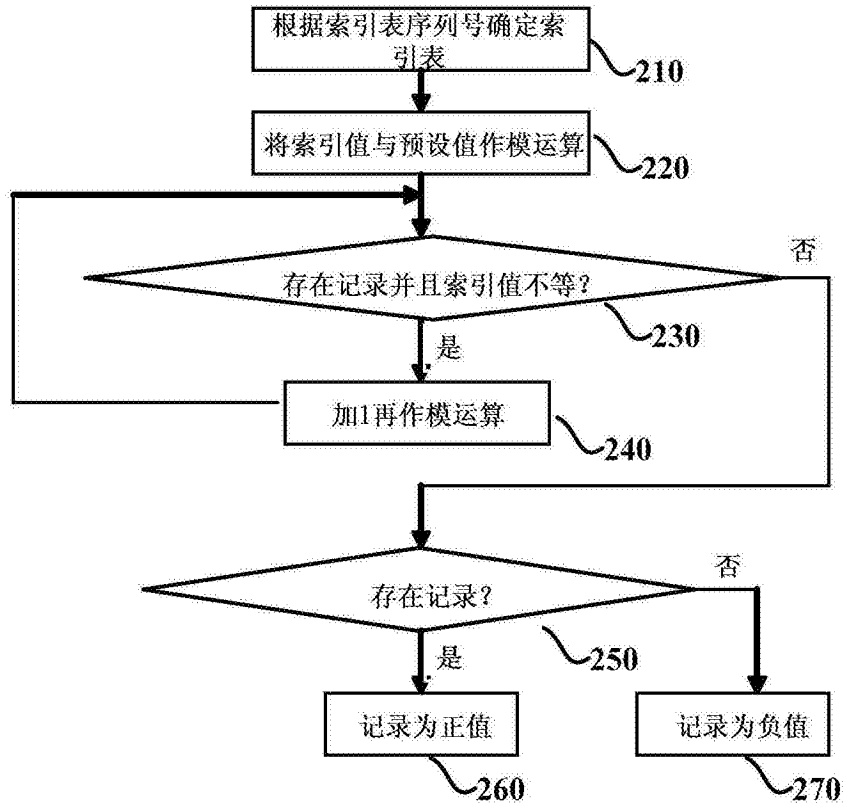 根据索引表序列号确定索
引表
210
将索引值与预设值作模运算
220
否
存在记录并且索引值不等?
230
是
加1再作模运算
240
否
存在记录?
250
是
记录为正值
260
记录为负值
270